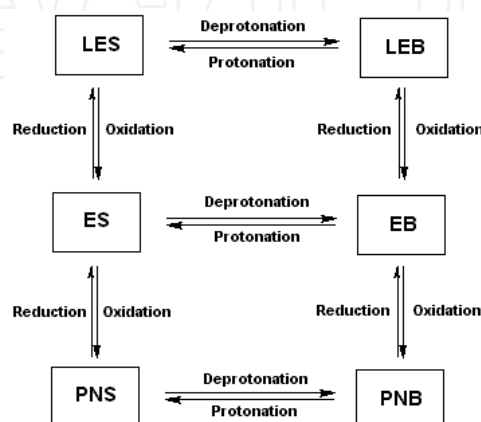 Deprotonation
LES LEB
Protonation
Reduction Oxidation Reduction Oxidation
Deprotonation
ES EB
Protonation
Reduction Oxidation Reduction Oxidation
Deprotonation
PNS PNB
Protonation